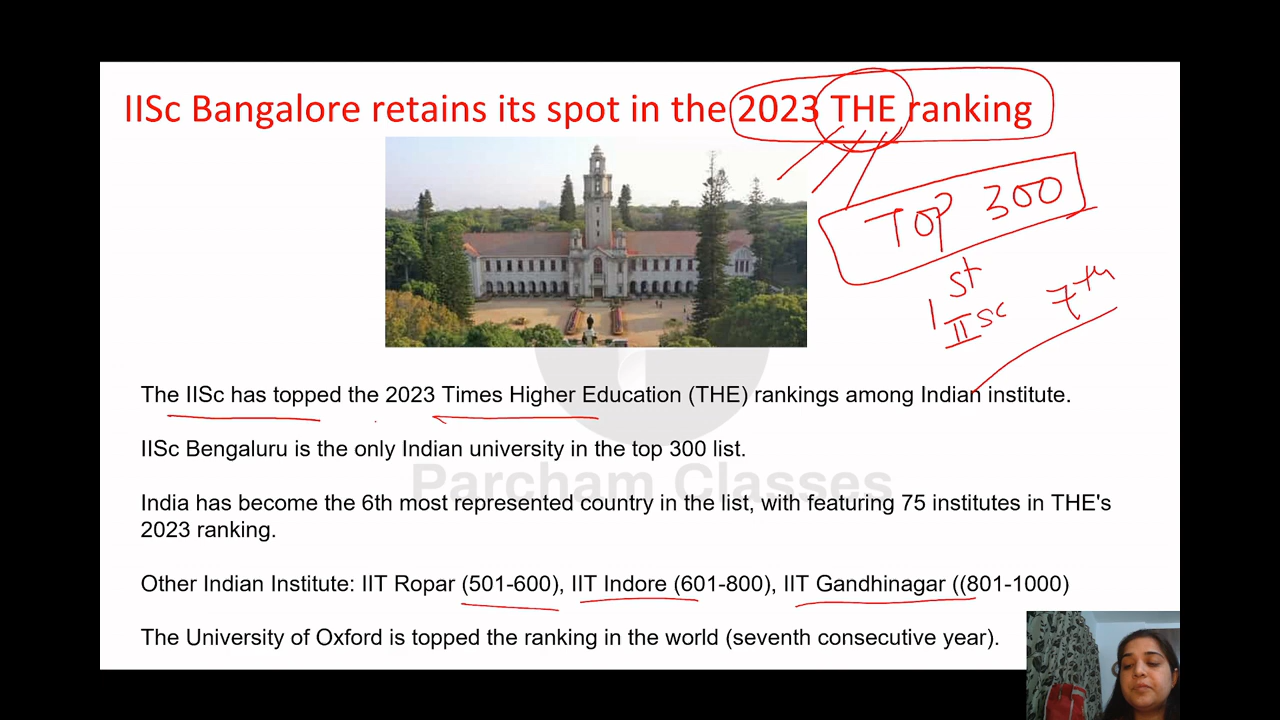 IISc Bangalore retains its spot in the 2023 THE ranking
TOP 300
1st
IISC 7th
The IISc has topped the 2023 Times Higher Education (THE) rankings among Indian institute.
IISc Bengaluru is the only Indian university in the top 300 list.
Parcham Classes
India has become the 6th most represented country in the list, with featuring 75 institutes in THE's
2023 ranking.
Other Indian Institute: IIT Ropar (501-600), IIT Indore (601-800), IIT Gandhinagar ((801-1000)
The University of Oxford is topped the ranking in the world (seventh consecutive year).